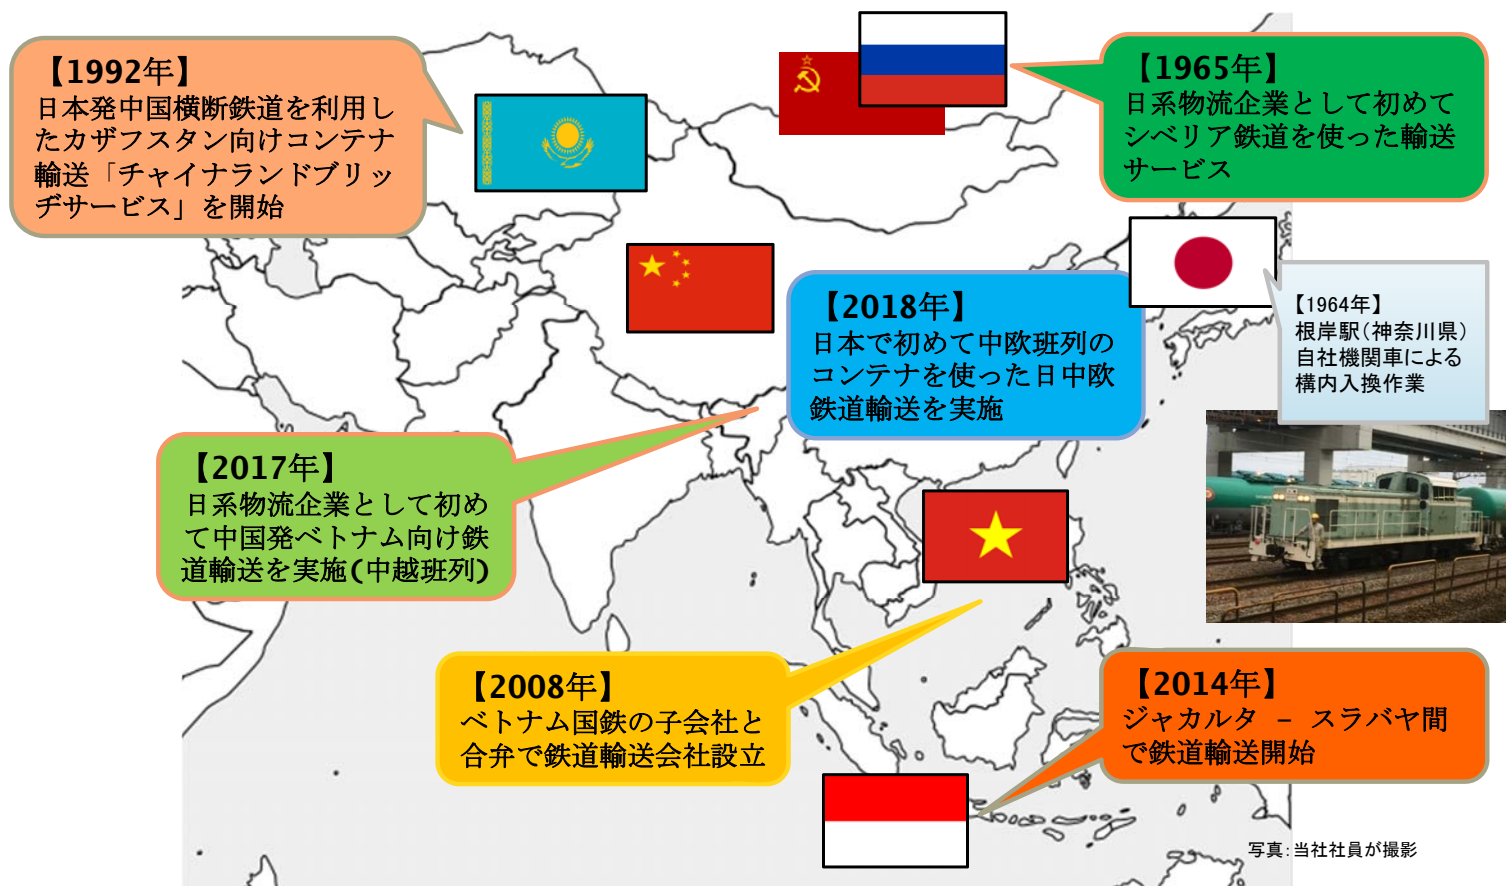 【1992年】
日本発中国横断鉄道を利用し
たカザフスタン向けコンテナ
輸送「チャイナランドブリッ
ヂサービス」を開始
【1965年】
日系物流企業として初めて
シベリア鉄道を使った輸送
サービス
【2018年】
日本で初めて中欧班列の
コンテナを使った日中欧
鉄道輸送を実施
【1964年】
根岸駅(神奈川県)
自社機関車による
構内入換作業
【2017年】
日系物流企業として初め
て中国発ベトナム向け鉄
道輸送を実施(中越班列)
【2008年】
ベトナム国鉄の子会社と
合弁で鉄道輸送会社設立
【2014年】
ジャカルタ － スラバヤ間
で鉄道輸送開始
写真:当社社員が撮影